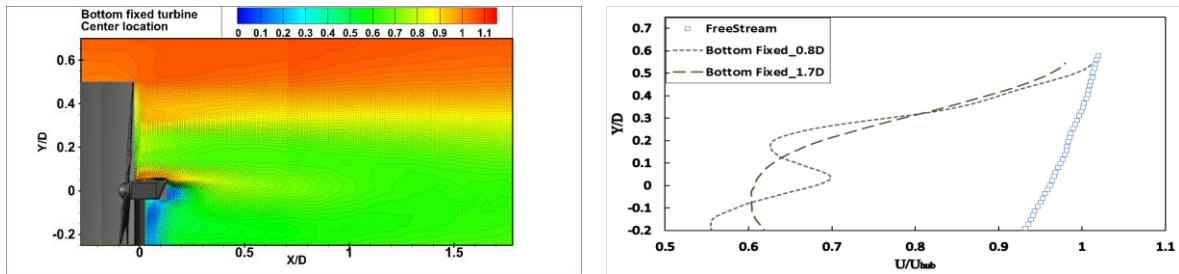 Bottom fixed turbine
Center location
0 0.1 0.2 0.3 0.4 0.5 0.6 0.7 0.8 0.9 1 1.1
Y/D
0.6
0.4
0.2
0
-0.2
0 0.5 1 1.5
X/D
FreeStream
Bottom Fixed_0.8D
Bottom Fixed_1.7D
Y/D
0.7
0.6
0.5
0.4
0.3
0.2
0.1
0
-0.1
-0.2
0.5 0.6 0.7 0.8 0.9 1 1.1
U/Uhub